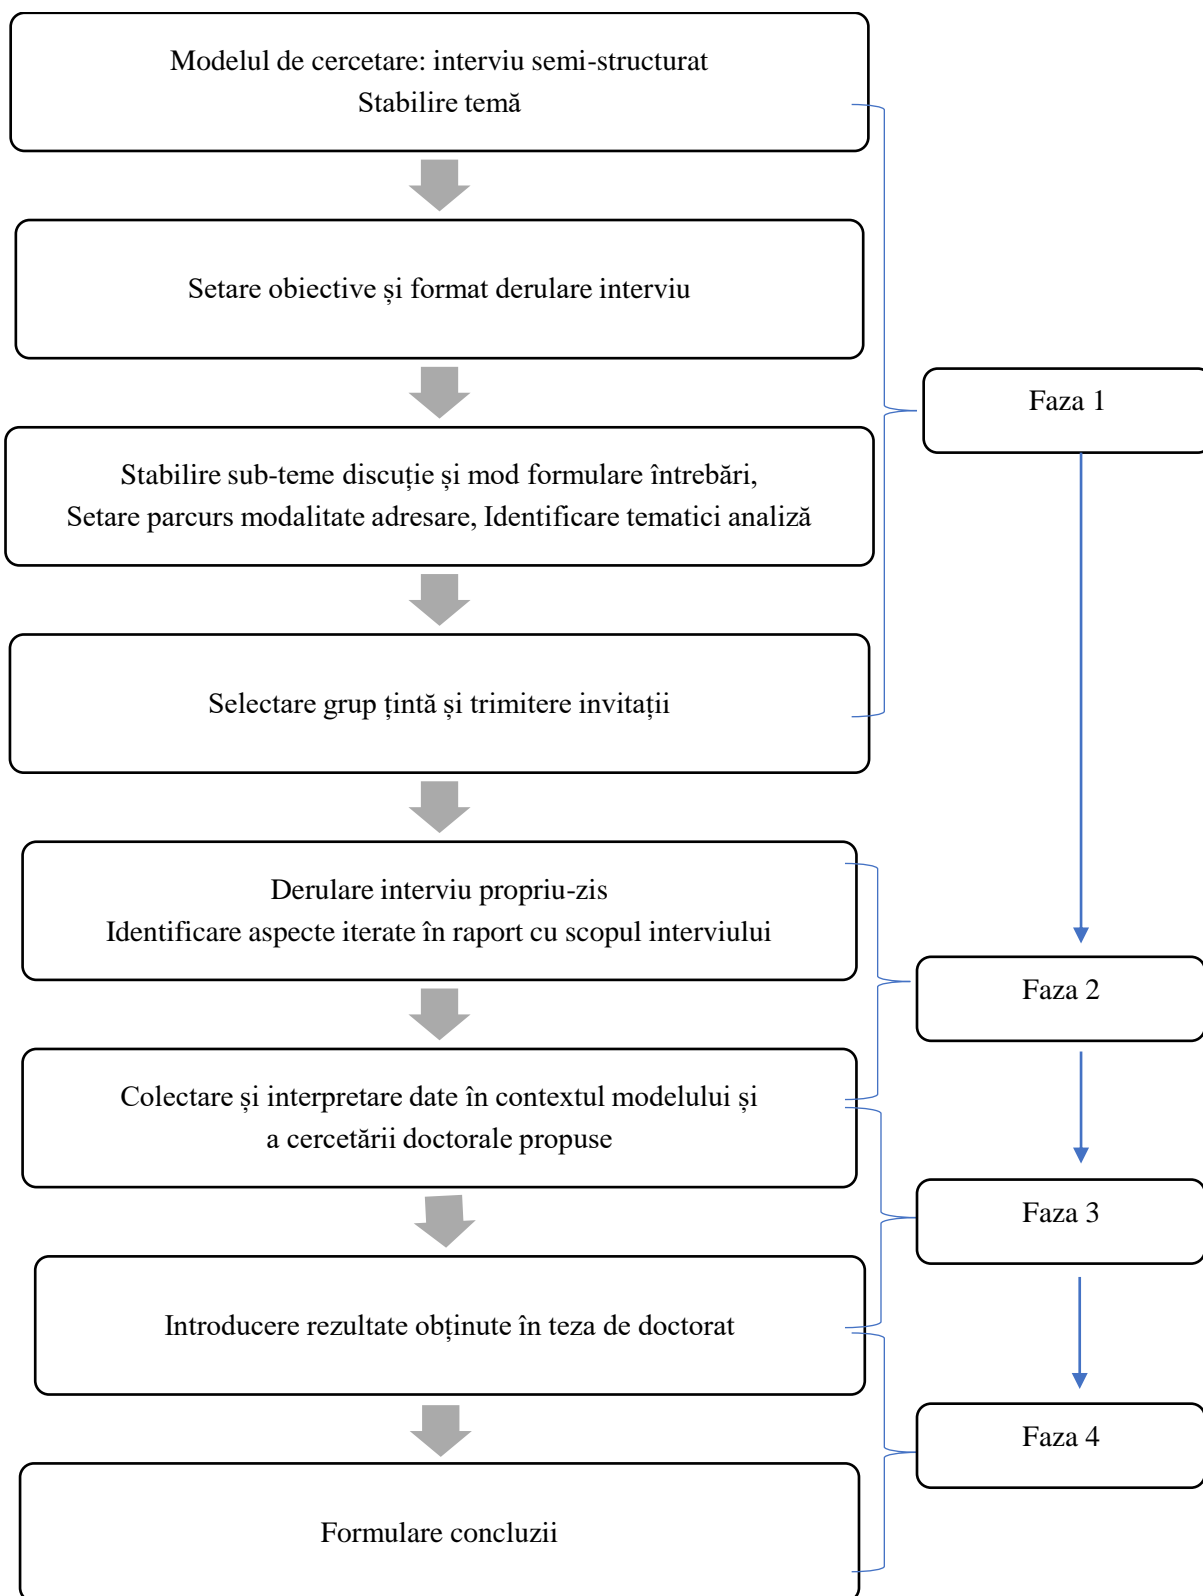 Modelul de cercetare: interviu semi-structurat
Stabilire temă
Setare obiective și format derulare interviu
Faza 1
Stabilire sub-teme discuție și mod formulare întrebări,
Setare parcurs modalitate adresare, Identificare tematici analiză
Selectare grup țintă și trimitere invitații
Derulare interviu propriu-zis
Identificare aspecte iterate în raport cu scopul interviului
Faza 2
Colectare și interpretare date în contextul modelului și
a cercetării doctorale propuse
Faza 3
Introducere rezultate obținute în teza de doctorat
Faza 4
Formulare concluzii